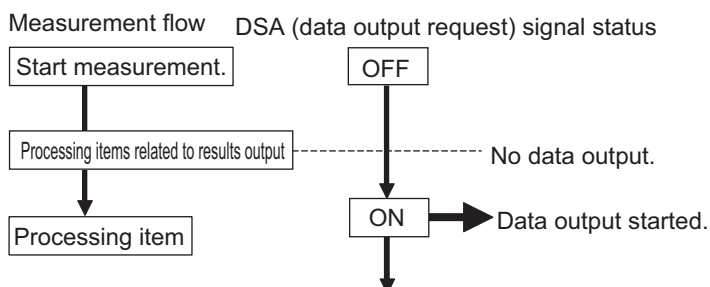 Measurement flow
DSA (data output request) signal status
Start measurement.
OFF
Processing items related to results output
No data output.
ON
Data output started.
Processing item